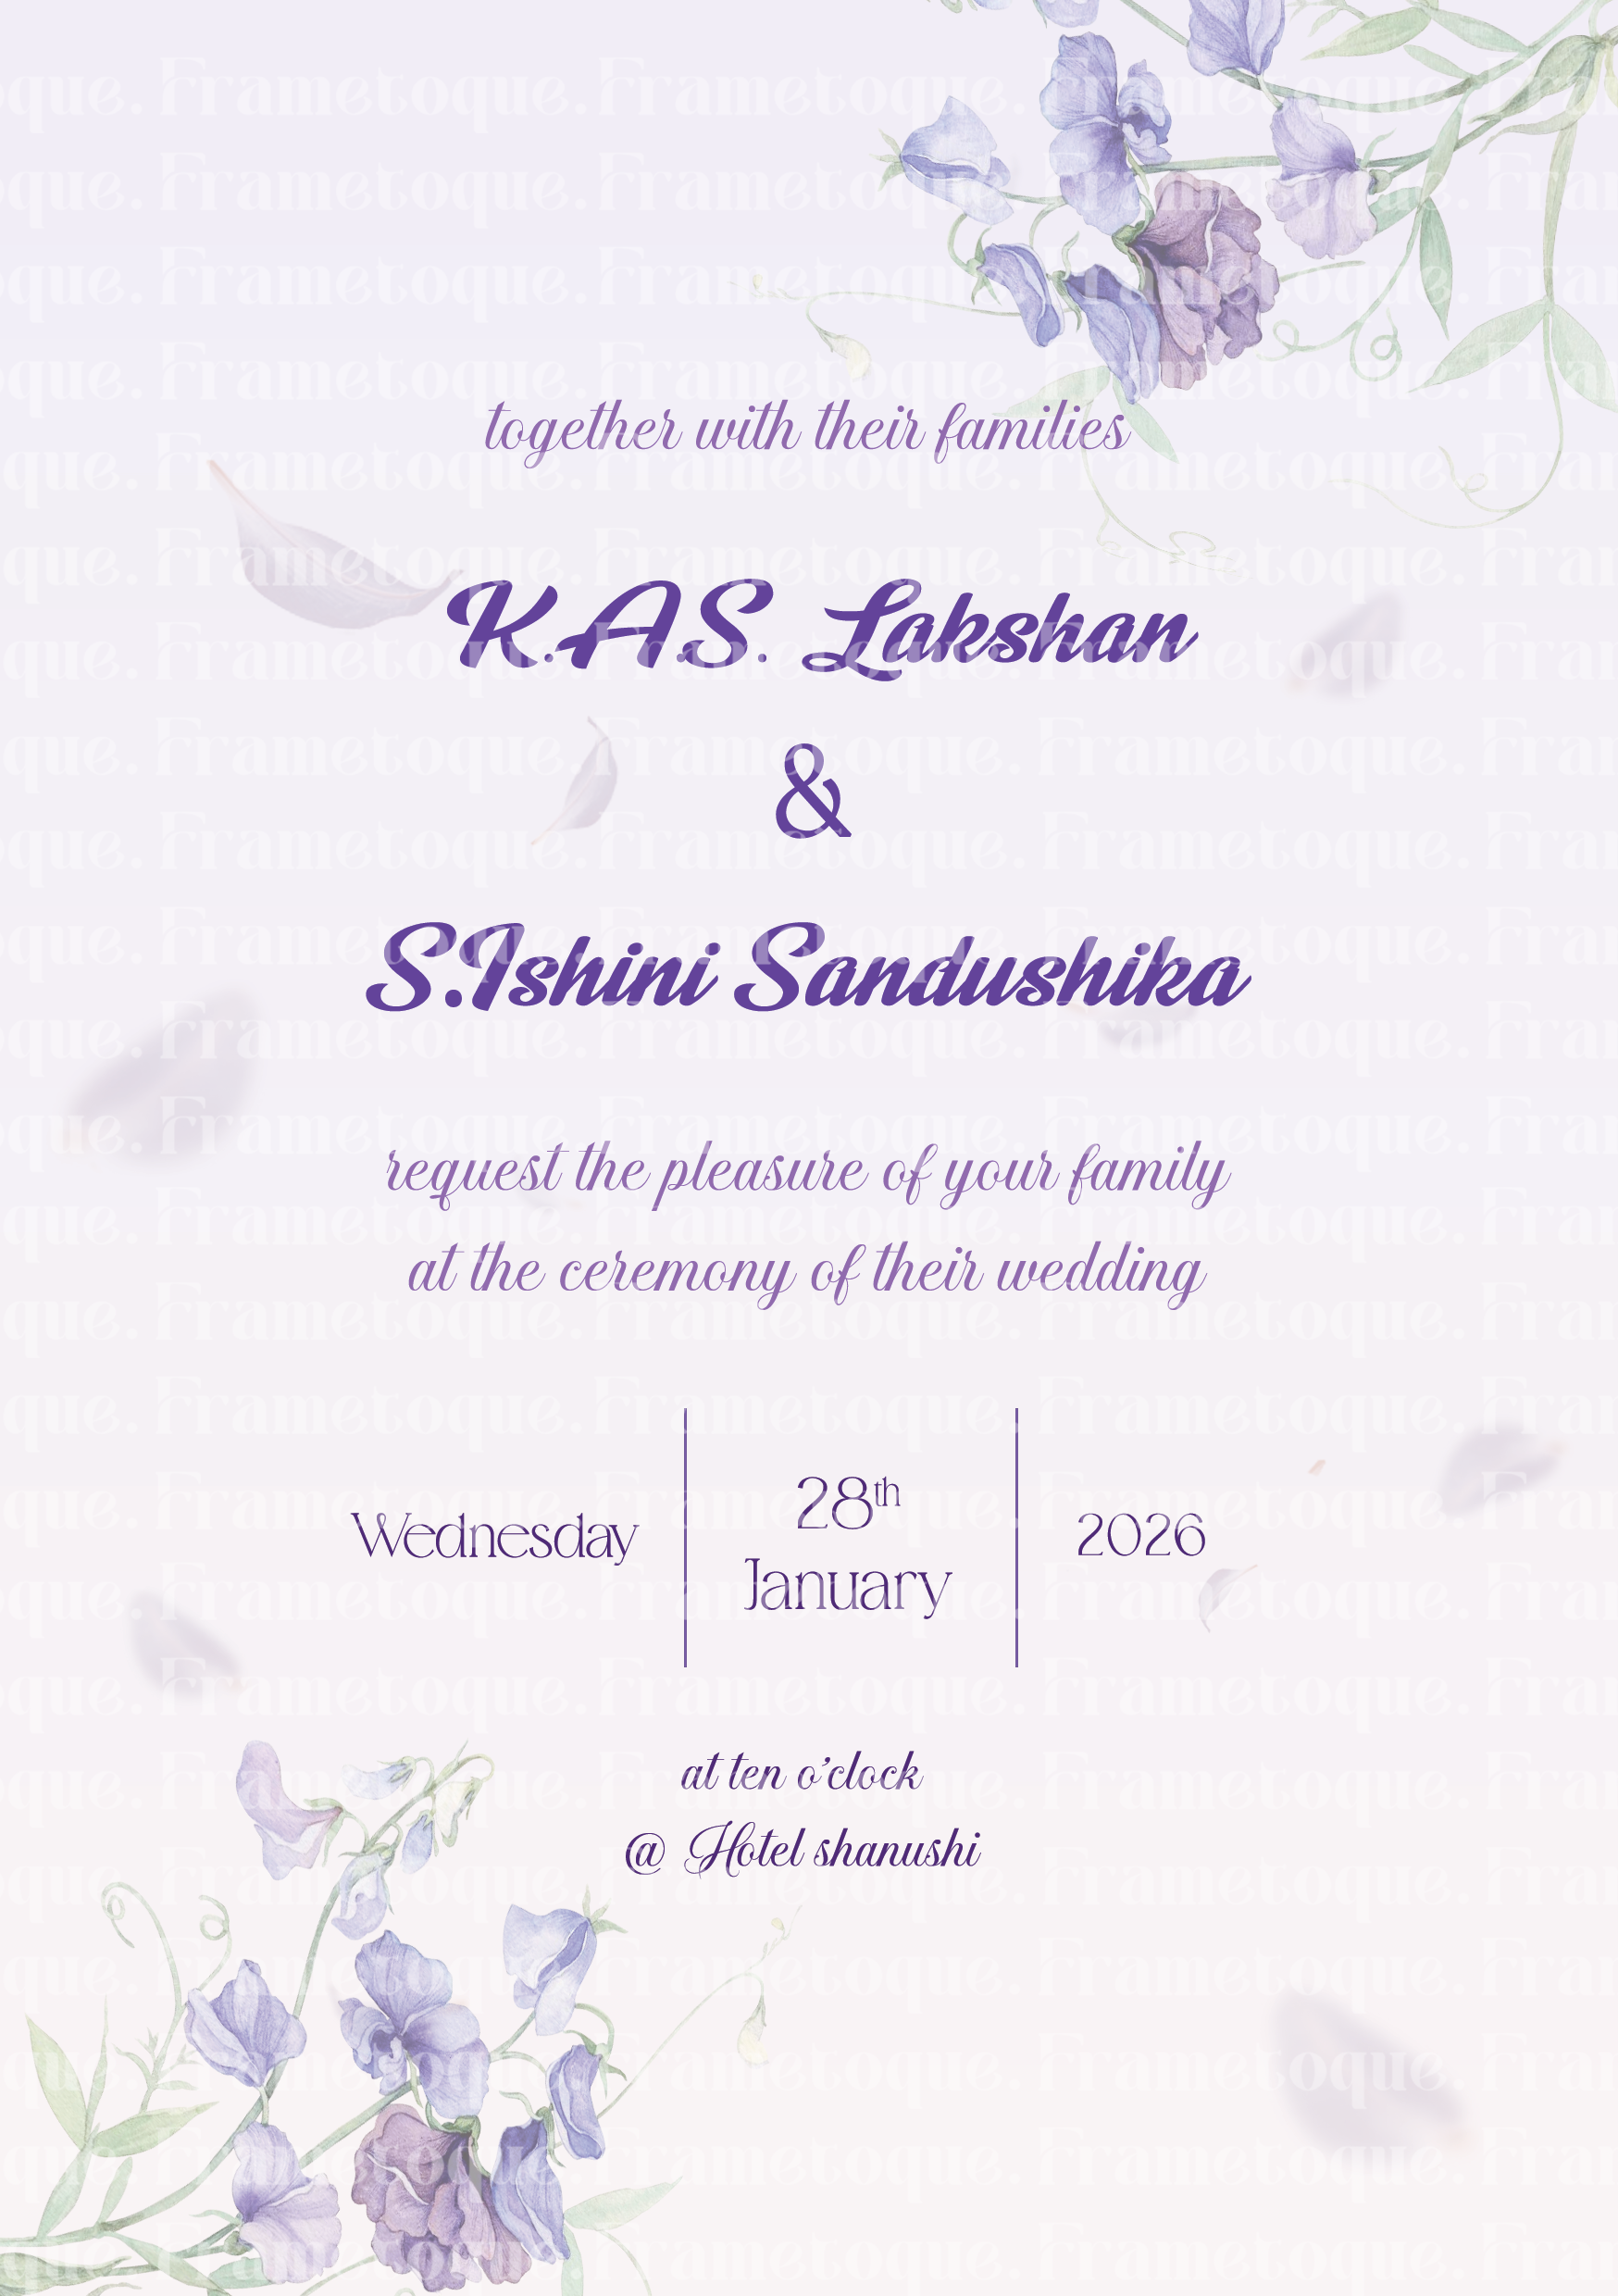 together with their families
K.A.S. Lakshan
&
S.Ishini Sandushika
request the pleasure of your family
at the ceremony of their wedding
Wednesday
28th
January
2026
at ten o'clock
@ Hotel shanushi
Frametoque.